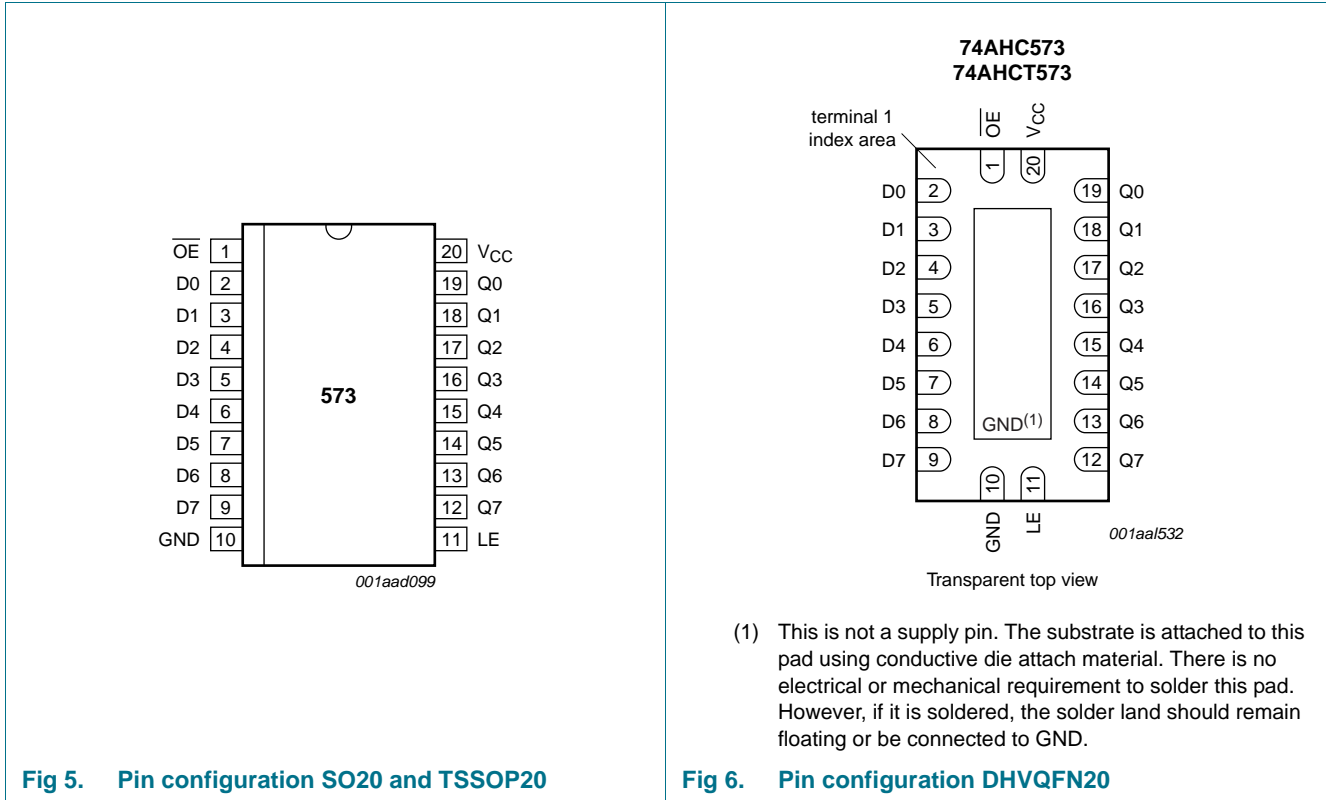 OE 1
D0 2
D1 3
D2 4
D3 5
D4 6
D5 7
D6 8
D7 9
GND 10
573
20 VCC
19 Q0
18 Q1
17 Q2
16 Q3
15 Q4
14 Q5
13 Q6
12 Q7
11 LE
001aad099
Fig 5. Pin configuration SO20 and TSSOP20
74AHC573
74AHCT573
terminal 1
index area
OE
VCC
1
20
D0 2
D1 3
D2 4
D3 5
D4 6
D5 7
D6 8
D7 9
19 Q0
18 Q1
17 Q2
16 Q3
15 Q4
14 Q5
13 Q6
12 Q7
GND(1)
10
11
GND
LE
001aal532
Transparent top view
(1) This is not a supply pin. The substrate is attached to this
pad using conductive die attach material. There is no
electrical or mechanical requirement to solder this pad.
However, if it is soldered, the solder land should remain
floating or be connected to GND.
Fig 6. Pin configuration DHVQFN20